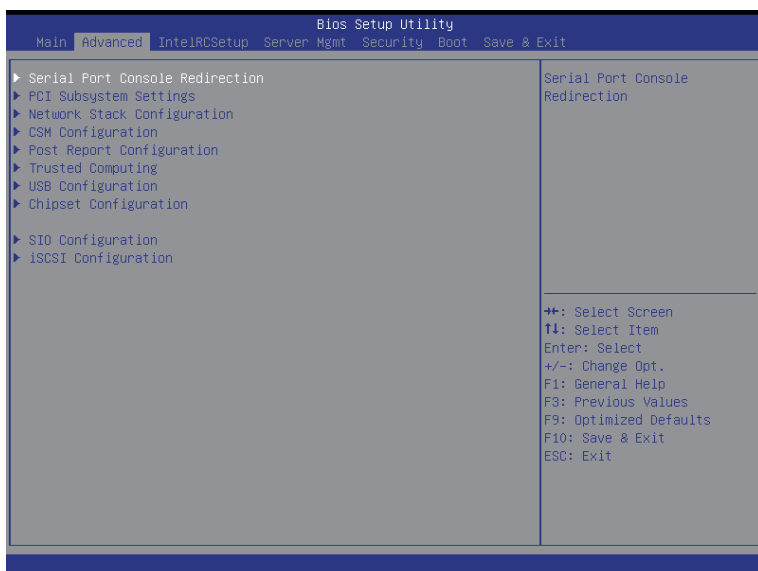 Bios Setup Utility
Main Advanced IntelRCSetup Server Mgmt Security Boot Save & Exit
Serial Port Console Redirection
PCI Subsystem Settings
Network Stack Configuration
CSM Configuration
Post Report Configuration
Trusted Computing
USB Configuration
Chipset Configuration
SIO Configuration
iSCSI Configuration
Serial Port Console
Redirection
→←: Select Screen
↑↓: Select Item
Enter: Select
+/-: Change Opt.
F1: General Help
F3: Previous Values
F9: Optimized Defaults
F10: Save & Exit
ESC: Exit